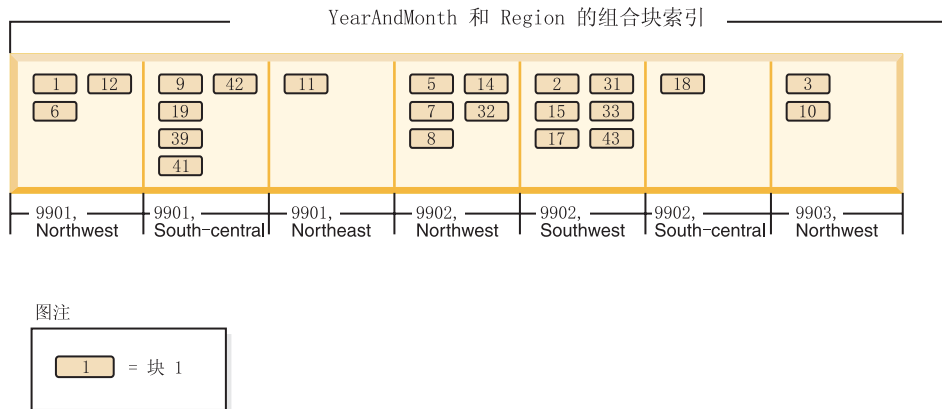 YearAndMonth 和 Region 的组合块索引
1 12 9 42 11 5 14 2 31 18 3
6 19 7 32 15 33 10
39 8 17 43
41
9901, 9901, 9901, 9902, 9902, 9902, 9903,
Northwest South-central Northeast Northwest Southwest South-central Northwest
图注
1 = 块 1